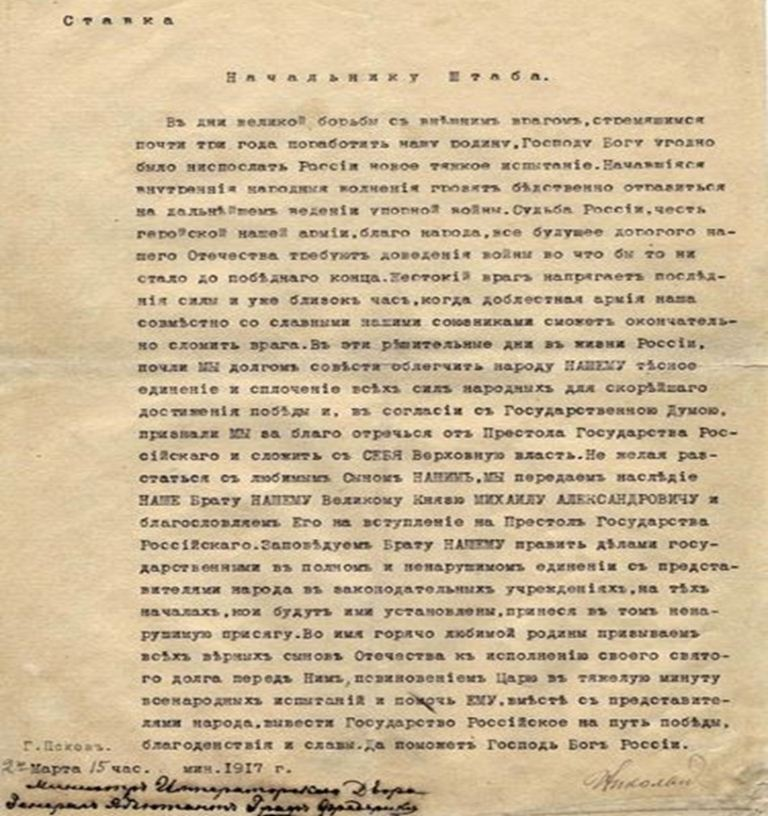 Ставка
Начальнику Штаба.
Въ дни великой борьбы съ внѣшнимъ врагомъ,стремящимся
почти три года поработить нашу родину,Господу Богу угодно
было ниспослать Россіи новое тяжкое испытаніе.Начавшіяся
внутреннія народныя волненія грозятъ бѣдственно отразиться
на дальнѣйшемъ веденіи упорной войны.Судьба Россіи,честь
геройской нашей арміи,благо народа,все будущее дорогого на-
шего Отечества требуютъ доведенія войны во что бы то ни
стало до побѣднаго конца.Жестокій врагъ напрягаетъ послѣд-
нія силы и уже близокъ часъ,когда доблестная армія наша
совмѣстно со славными нашими союзниками сможетъ окончатель-
но сломить врага.Въ эти рѣшительные дни въ жизни Россіи,
почли МЫ долгомъ совѣсти облегчить народу НАШЕМУ тѣсное
единеніе и сплоченіе всѣхъ силъ народныхъ для скорѣйшаго
достиженія побѣды и, въ согласіи съ Государственною Думою,
признали МЫ за благо отречься отъ Престола Государства Рос-
сійскаго и сложить съ СЕБЯ Верховную власть.Не желая раз-
статься съ любимымъ Сыномъ НАШИМЪ,МЫ передаемъ наслѣдіе
НАШЕ Брату НАШЕМУ Великому Князю МИХАИЛУ АЛЕКСАНДРОВИЧУ и
благословляемъ Его на вступленіе на Престолъ Государства
Россійскаго.Заповѣдуемъ Брату НАШЕМУ править дѣлами госу-
дарственными въ полномъ и ненарушимомъ единеніи съ предста-
вителями народа въ законодательныхъ учрежденіяхъ,на тѣхъ
началахъ,кои будутъ ими установлены,принеся въ томъ нена-
рушимую присягу.Во имя горячо любимой родины призываемъ
всѣхъ вѣрныхъ сыновъ Отечества къ исполненію своего свято-
го долга передъ Нимъ,повиновеніемъ Царю въ тяжелую минуту
всенародныхъ испытаній и помочь ЕМУ,вмѣстѣ съ представите-
лями народа,вывести Государство Россійское на путь побѣды,
благоденствія и славы.Да поможетъ Господь Богъ Россіи.
Г.Псковъ.
2го Марта 15 час. мин.1917 г.
Николай
Министръ Императорскаго Двора
Генералъ Адъютантъ Графъ Фредериксъ